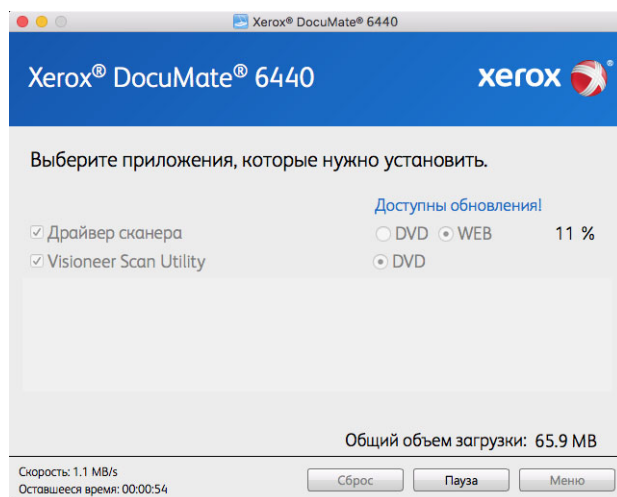 Xerox® DocuMate® 6440
Xerox® DocuMate® 6440 xerox ®
Выберите приложения, которые нужно установить.
Доступны обновления!
Драйвер сканера DVD WEB 11 %
Visioneer Scan Utility DVD
Общий объем загрузки: 65.9 MB
Скорость: 1.1 MB/s
Оставшееся время: 00:00:54
Сброс Пауза Меню